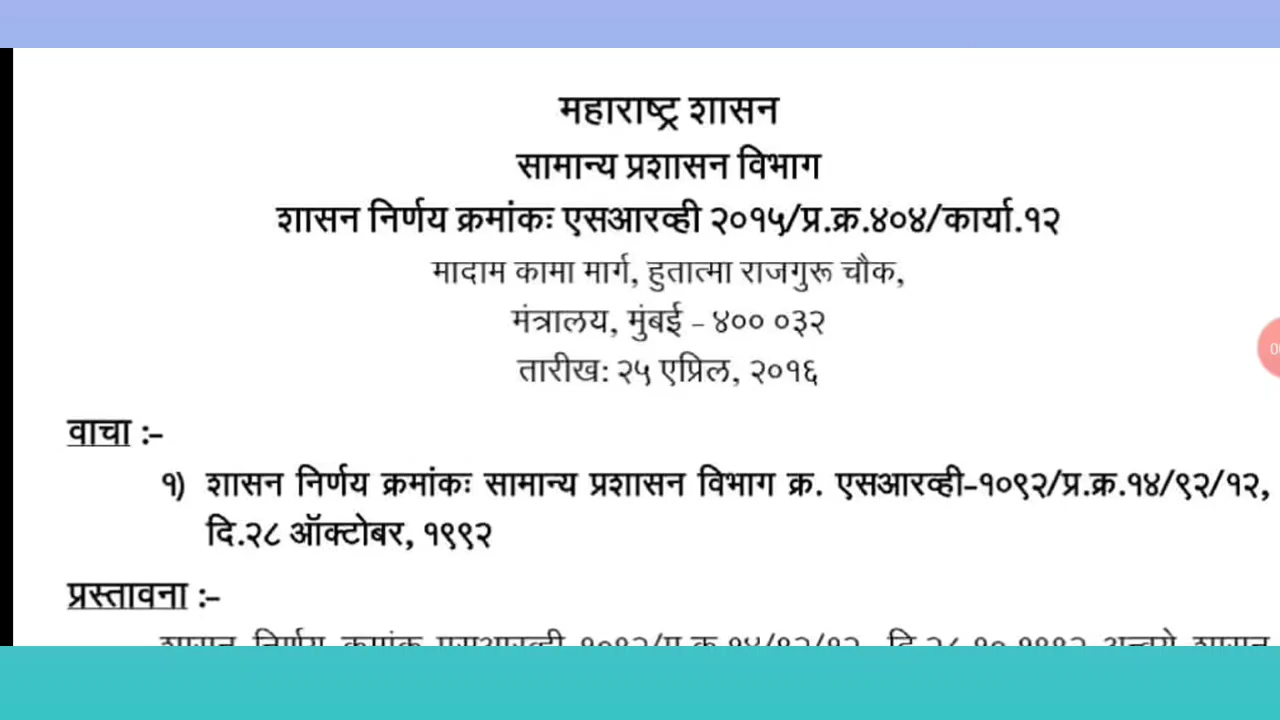 महाराष्ट्र शासन
सामान्य प्रशासन विभाग
शासन निर्णय क्रमांकः एसआरव्ही २०१५/प्र.क्र.४०४/कार्या.१२
मादाम कामा मार्ग, हुतात्मा राजगुरू चौक,
मंत्रालय, मुंबई - ४०० ०३२
तारीख: २५ एप्रिल, २०१६
वाचा :-
१) शासन निर्णय क्रमांकः सामान्य प्रशासन विभाग क्र. एसआरव्ही-१०९२/प्र.क्र.१४/९२/१२,
दि.२८ ऑक्टोबर, १९९२
प्रस्तावना :-